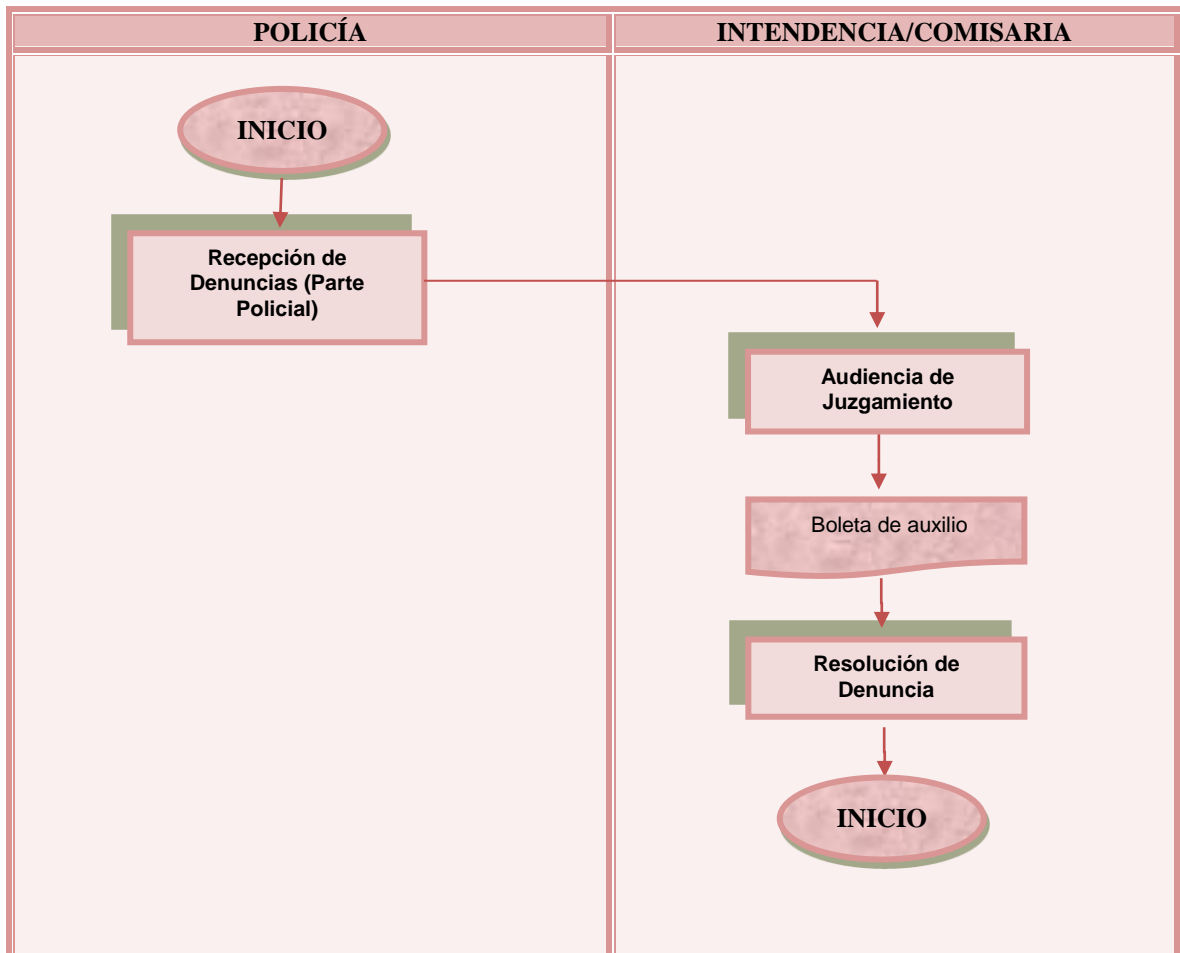 POLICÍA
INTENDENCIA/COMISARIA
INICIO
Recepción de
Denuncias (Parte
Policial)
Audiencia de
Juzgamiento
Boleta de auxilio
Resolución de
Denuncia
INICIO